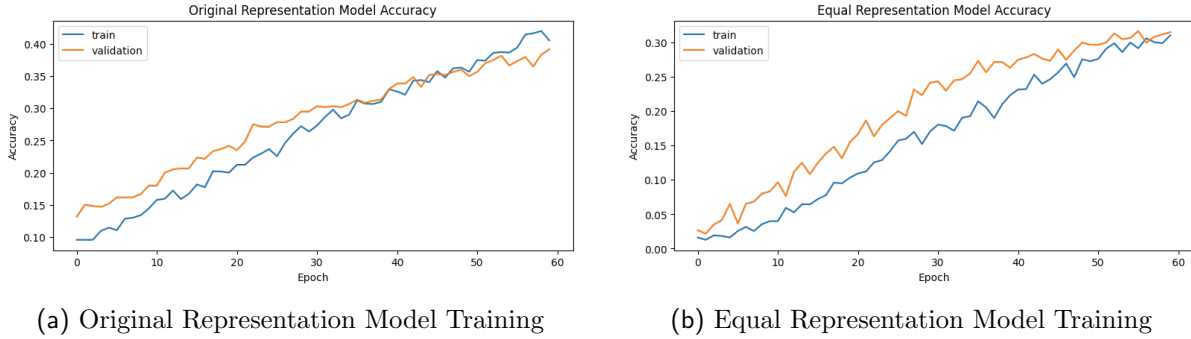 Original Representation Model Accuracy
train
validation
0.40
0.35
0.30
0.25
0.20
0.15
0.10
Accuracy
0 10 20 30 40 50 60
Epoch
(a) Original Representation Model Training
Equal Representation Model Accuracy
train
validation
0.30
0.25
0.20
0.15
0.10
0.05
0.00
Accuracy
0 10 20 30 40 50 60
Epoch
(b) Equal Representation Model Training